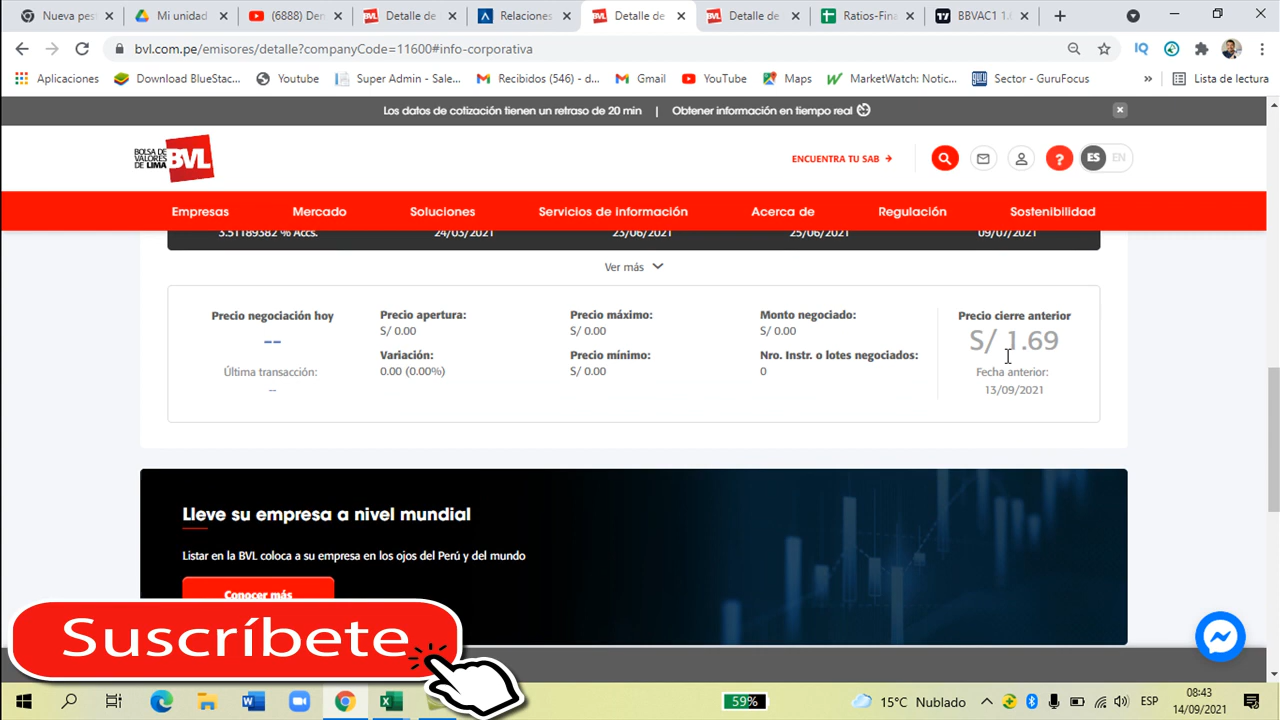 Nueva pes
Mi unidad
(6888) Der
Detalle de
Relaciones
Detalle de
Detalle de
Ratios-Fina
BBVAC1 1.6
bvl.com.pe/emisores/detalle?companyCode=11600#info-corporativa
Aplicaciones
Download BlueStac...
Youtube
Super Admin - Sale...
Recibidos (546) - d...
Gmail
YouTube
Maps
MarketWatch: Notic...
Sector - GuruFocus
»
Lista de lectura
Los datos de cotización tienen un retraso de 20 min | Obtener información en tiempo real
BOLSA DE
VALORES
DE LIMA
BVL
ENCUENTRA TU SAB
?
ES
EN
Empresas
Mercado
Soluciones
Servicios de información
Acerca de
Regulación
Sostenibilidad
3.51189382 % Accs.
24/03/2021
23/06/2021
25/06/2021
09/07/2021
Ver más
Precio negociación hoy
--
Última transacción:
--
Precio apertura:
S/ 0.00
Variación:
0.00 (0.00%)
Precio máximo:
S/ 0.00
Precio mínimo:
S/ 0.00
Monto negociado:
S/ 0.00
Nro. Instr. o lotes negociados:
0
Precio cierre anterior
S/ 1.69
Fecha anterior:
13/09/2021
Lleve su empresa a nivel mundial
Listar en la BVL coloca a su empresa en los ojos del Perú y del mundo
Conocer más
Suscríbete
59%
15°C Nublado
ESP
08:43
14/09/2021